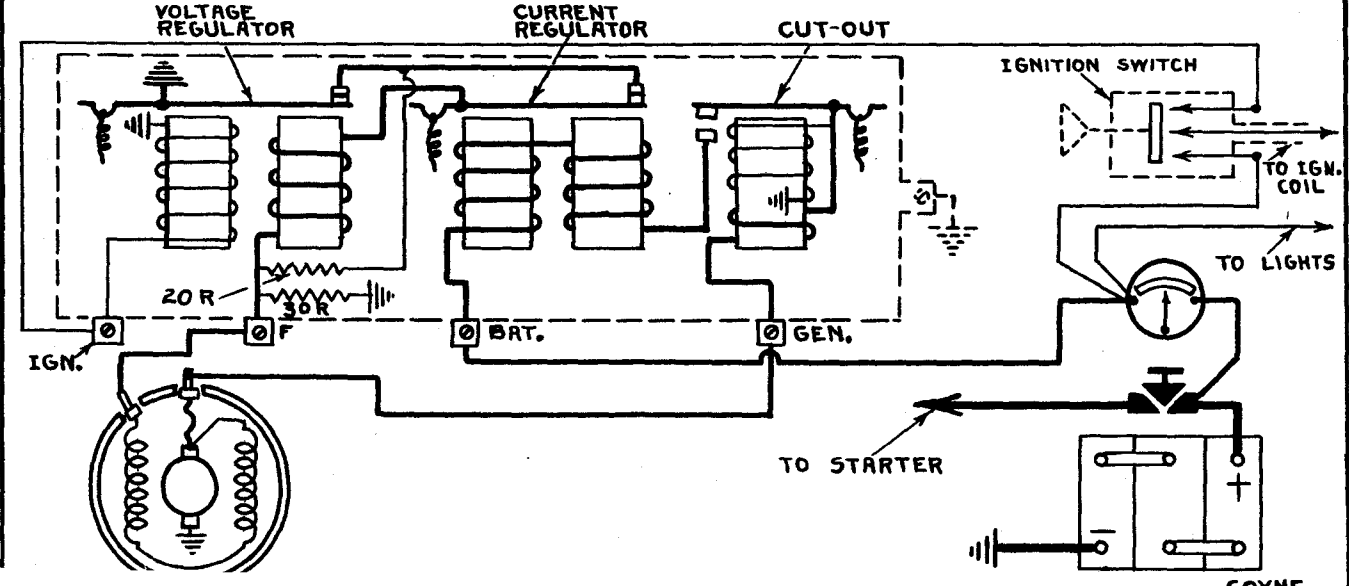 VOLTAGE
REGULATOR
CURRENT
REGULATOR
CUT-OUT
IGNITION SWITCH
TO IGN.
COIL
TO LIGHTS
20 R
30 R
IGN.
F
BAT.
GEN.
TO STARTER
+
−